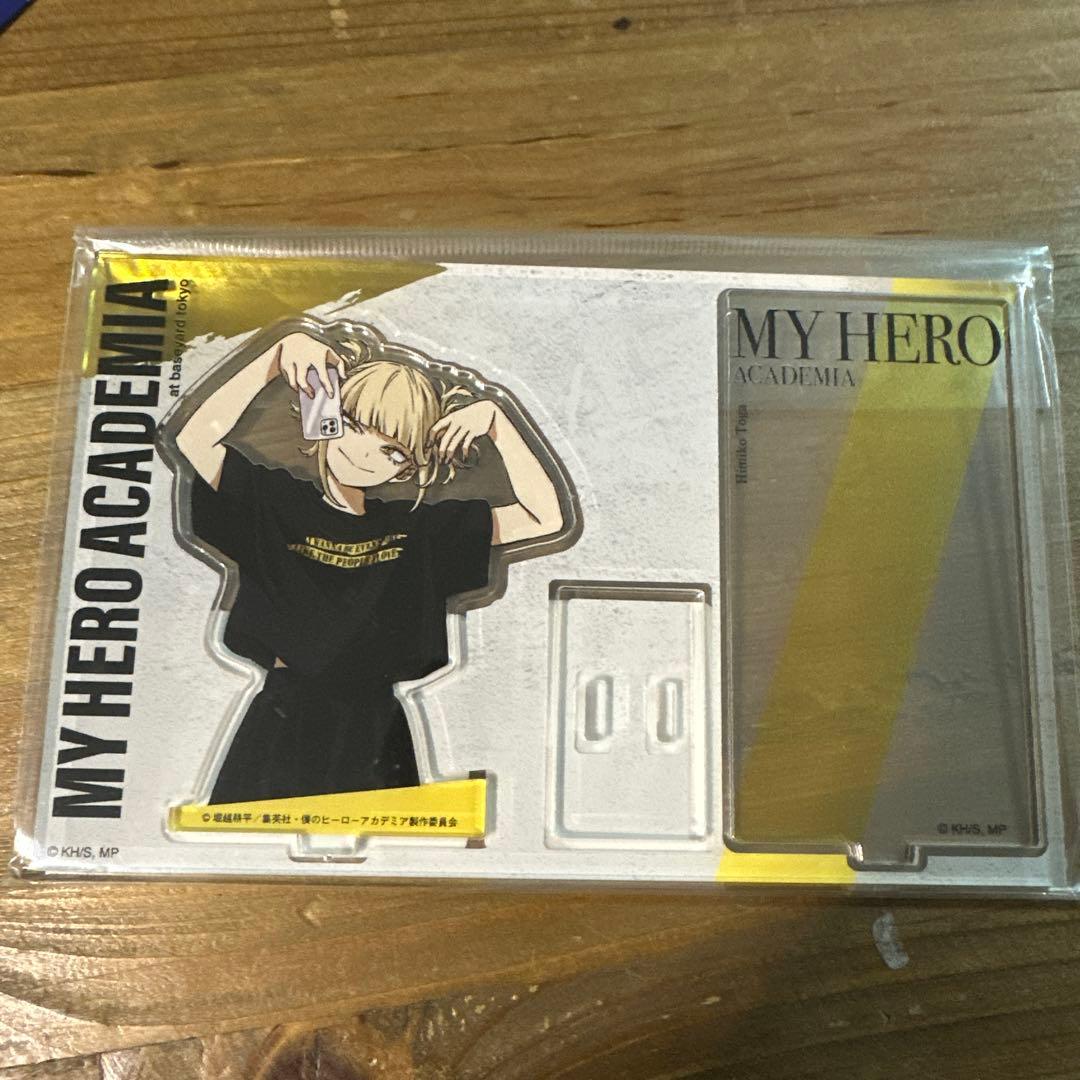 MY HERO ACADEMIA
at baseyard tokyo
THE PEOPLE
©堀越耕平／集英社・僕のヒーローアカデミア製作委員会
© KH/S, MP
MY HERO
ACADEMIA
Himiko Toga
© KH/S, MP